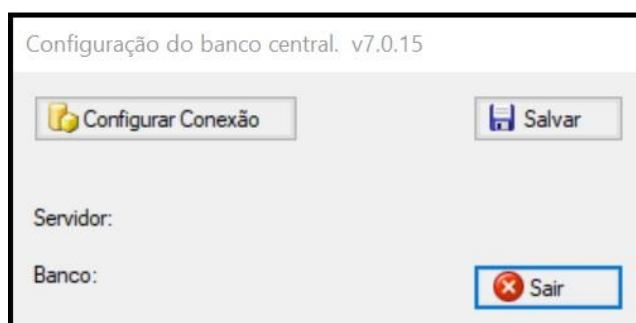 Configuração do banco central. v7.0.15
Configurar Conexão
Salvar
Servidor:
Banco:
Sair